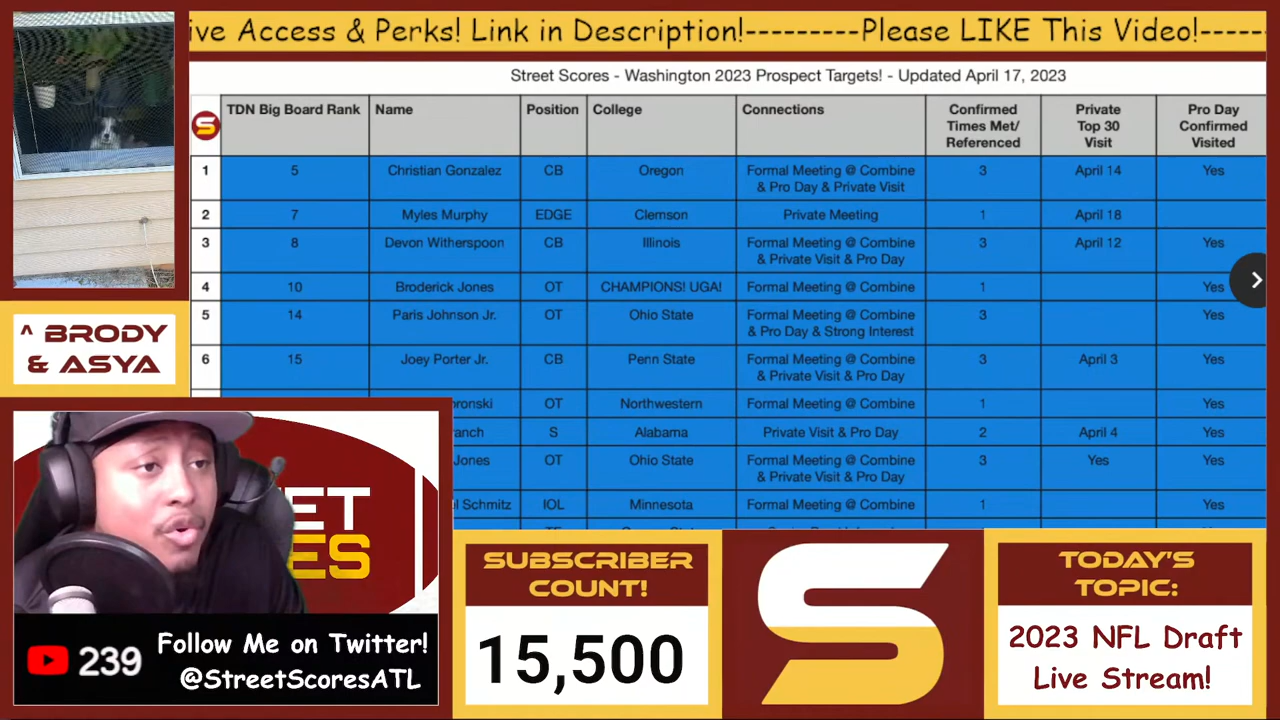 ive Access & Perks! Link in Description!---------Please LIKE This Video!-----
Street Scores - Washington 2023 Prospect Targets! - Updated April 17, 2023
S TDN Big Board Rank Name Position College Connections Confirmed Times Met/ Referenced Private Top 30 Visit Pro Day Confirmed Visited
1 5 Christian Gonzalez CB Oregon Formal Meeting @ Combine & Pro Day & Private Visit 3 April 14 Yes
2 7 Myles Murphy EDGE Clemson Private Meeting 1 April 18
3 8 Devon Witherspoon CB Illinois Formal Meeting @ Combine & Private Visit & Pro Day 3 April 12 Yes
4 10 Broderick Jones OT CHAMPIONS! UGA! Formal Meeting @ Combine 1 Yes
5 14 Paris Johnson Jr. OT Ohio State Formal Meeting @ Combine & Pro Day & Strong Interest 3 Yes
6 15 Joey Porter Jr. CB Penn State Formal Meeting @ Combine & Private Visit & Pro Day 3 April 3 Yes
oronski OT Northwestern Formal Meeting @ Combine 1 Yes
ranch S Alabama Private Visit & Pro Day 2 April 4 Yes
Jones OT Ohio State Formal Meeting @ Combine & Private Visit & Pro Day 3 Yes Yes
l Schmitz IOL Minnesota Formal Meeting @ Combine 1 Yes
^ BRODY
& ASYA
ET
ES
239
Follow Me on Twitter!
@StreetScoresATL
SUBSCRIBER
COUNT!
15,500
S
TODAY'S
TOPIC:
2023 NFL Draft
Live Stream!